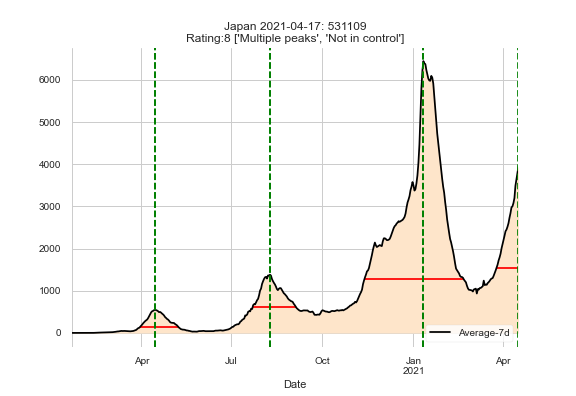 Japan 2021-04-17: 531109
Rating:8 ['Multiple peaks', 'Not in control']
6000
5000
4000
3000
2000
1000
0
Average-7d
Apr
Jul
Oct
Jan
2021
Apr
Date